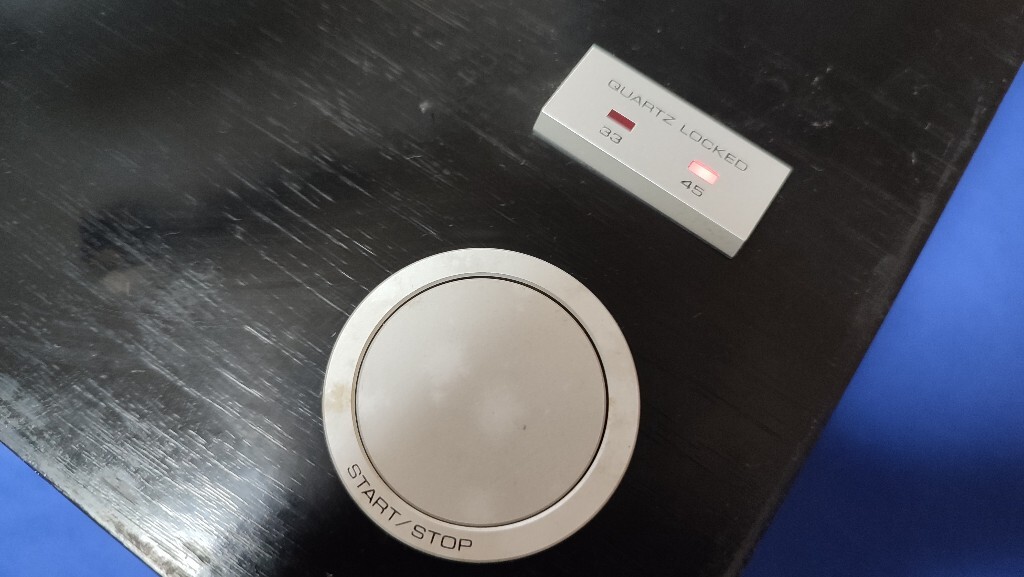 QUARTZ LOCKED
33
45
START/STOP